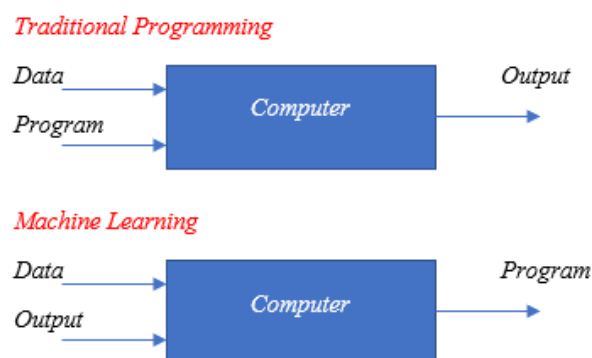 Traditional Programming
Data
Output
Computer
Program
Machine Learning
Data
Program
Computer
Output